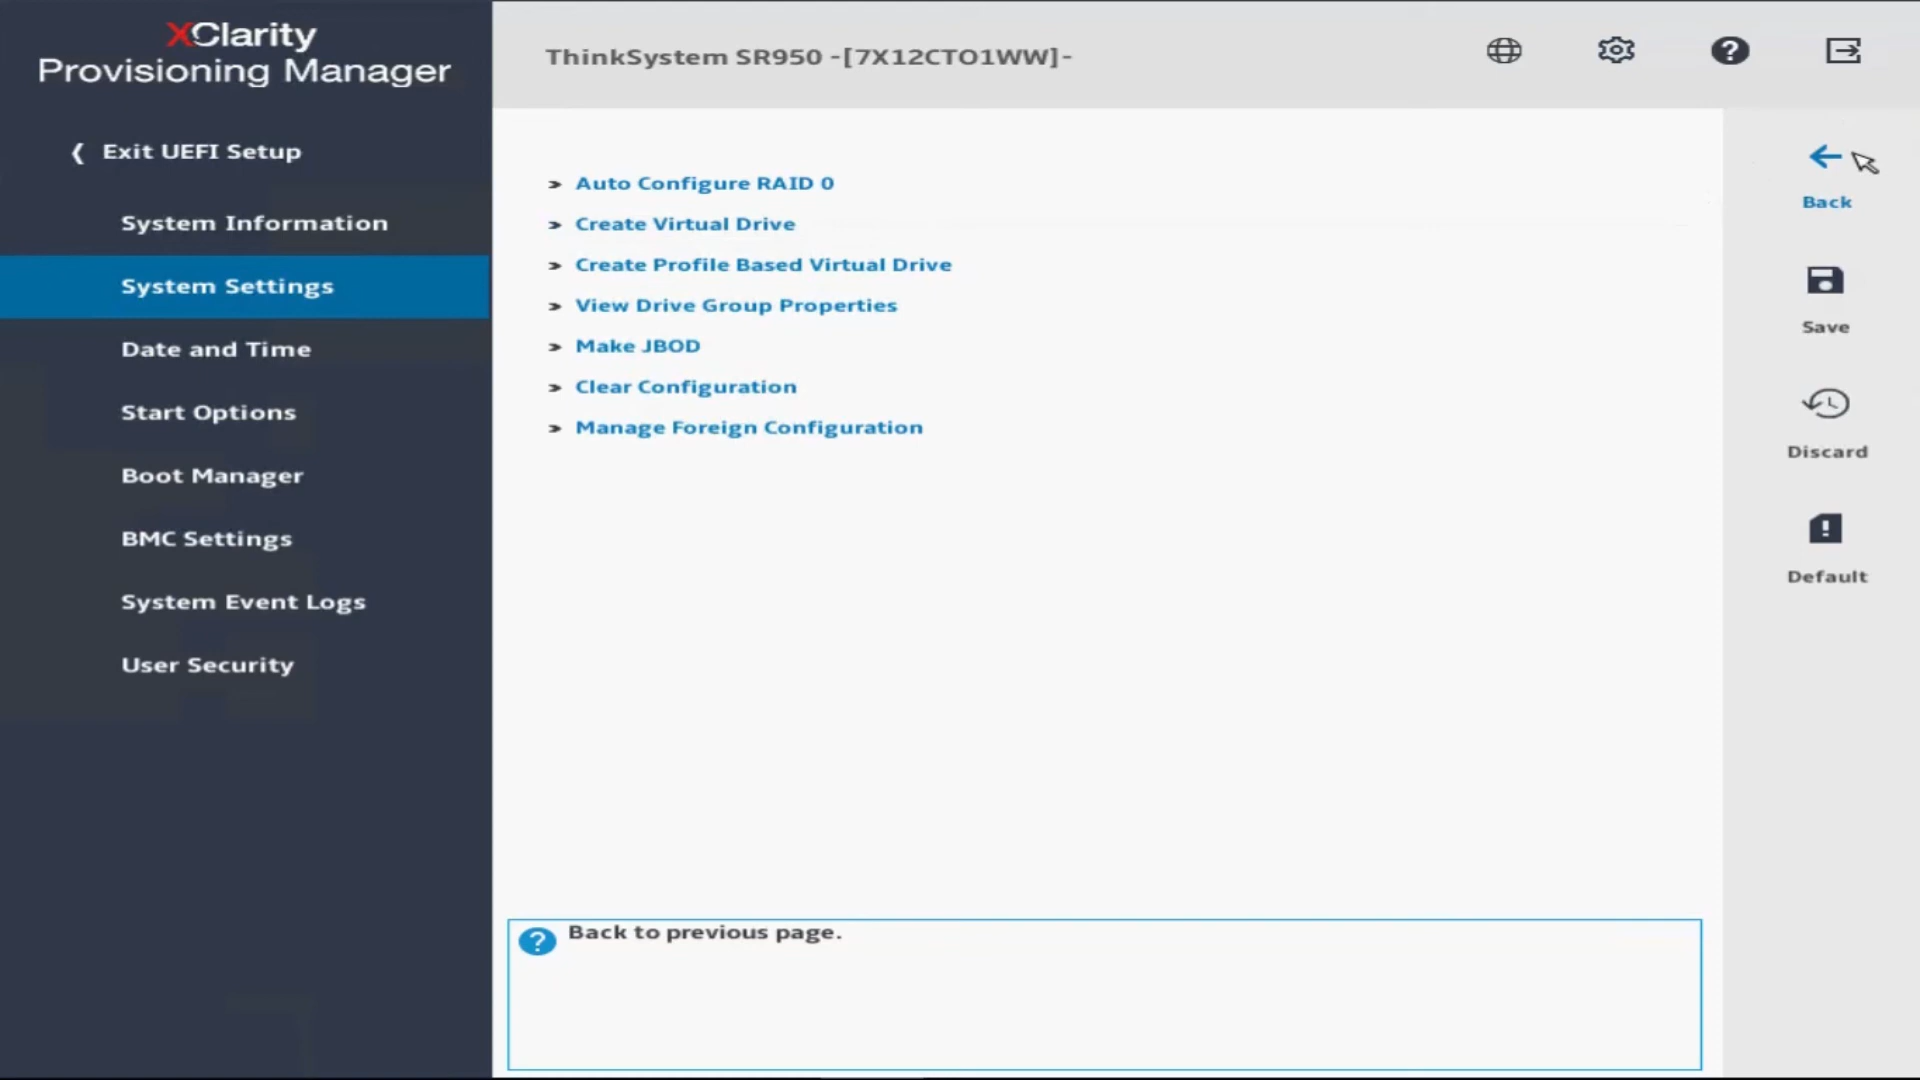 XClarity
Provisioning Manager
ThinkSystem SR950 -[7X12CTO1WW]-
Exit UEFI Setup
System Information
System Settings
Date and Time
Start Options
Boot Manager
BMC Settings
System Event Logs
User Security
Auto Configure RAID 0
Create Virtual Drive
Create Profile Based Virtual Drive
View Drive Group Properties
Make JBOD
Clear Configuration
Manage Foreign Configuration
Back
Save
Discard
Default
Back to previous page.